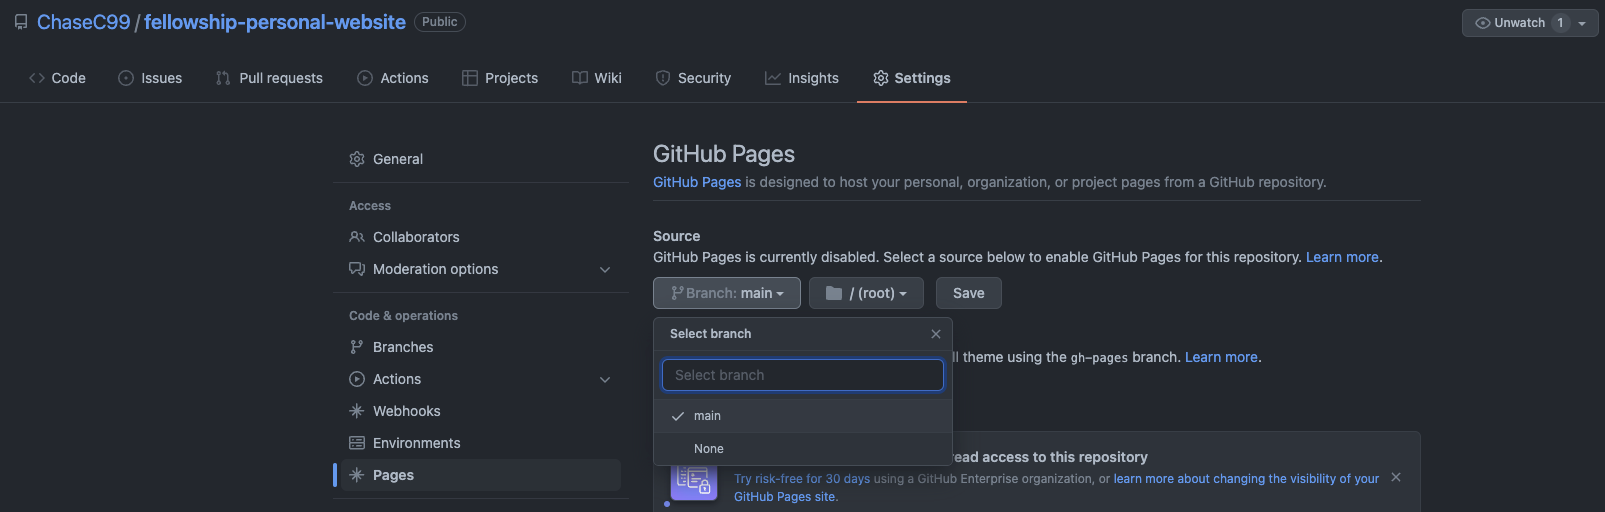 ChaseC99 / fellowship-personal-website Public
Unwatch 1
Code Issues Pull requests Actions Projects Wiki Security Insights Settings
General
Access
Collaborators
Moderation options
Code & operations
Branches
Actions
Webhooks
Environments
Pages
GitHub Pages
GitHub Pages is designed to host your personal, organization, or project pages from a GitHub repository.
Source
GitHub Pages is currently disabled. Select a source below to enable GitHub Pages for this repository. Learn more.
Branch: main / (root) Save
Select branch
Select branch
main
None
theme using the gh-pages branch. Learn more.
access to this repository
Try risk-free for 30 days using a GitHub Enterprise organization, or learn more about changing the visibility of your
GitHub Pages site.